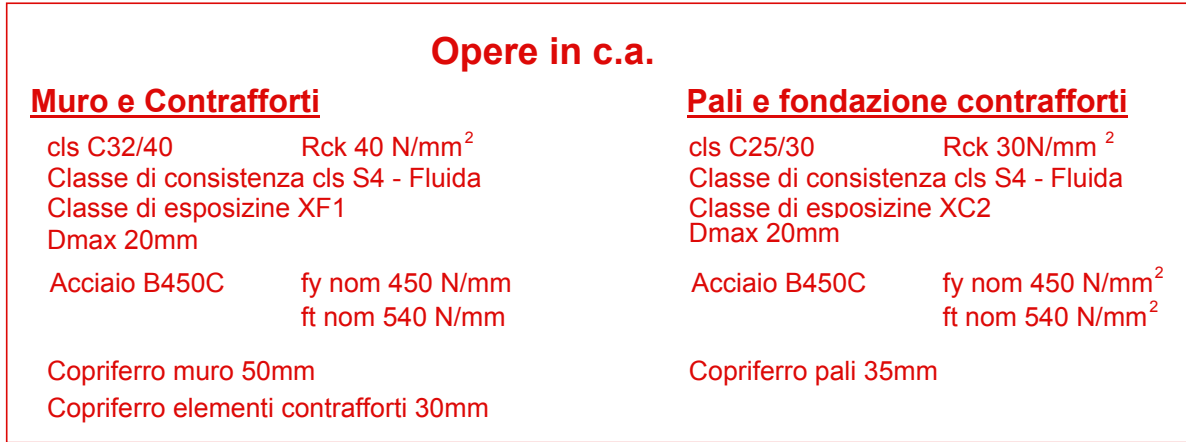 Opere in c.a.
Muro e Contrafforti
cls C32/40 Rck 40 N/mm²
Classe di consistenza cls S4 - Fluida
Classe di esposizine XF1
Dmax 20mm
Acciaio B450C fy nom 450 N/mm
ft nom 540 N/mm
Copriferro muro 50mm
Copriferro elementi contrafforti 30mm
Pali e fondazione contrafforti
cls C25/30 Rck 30N/mm ²
Classe di consistenza cls S4 - Fluida
Classe di esposizine XC2
Dmax 20mm
Acciaio B450C fy nom 450 N/mm²
ft nom 540 N/mm²
Copriferro pali 35mm